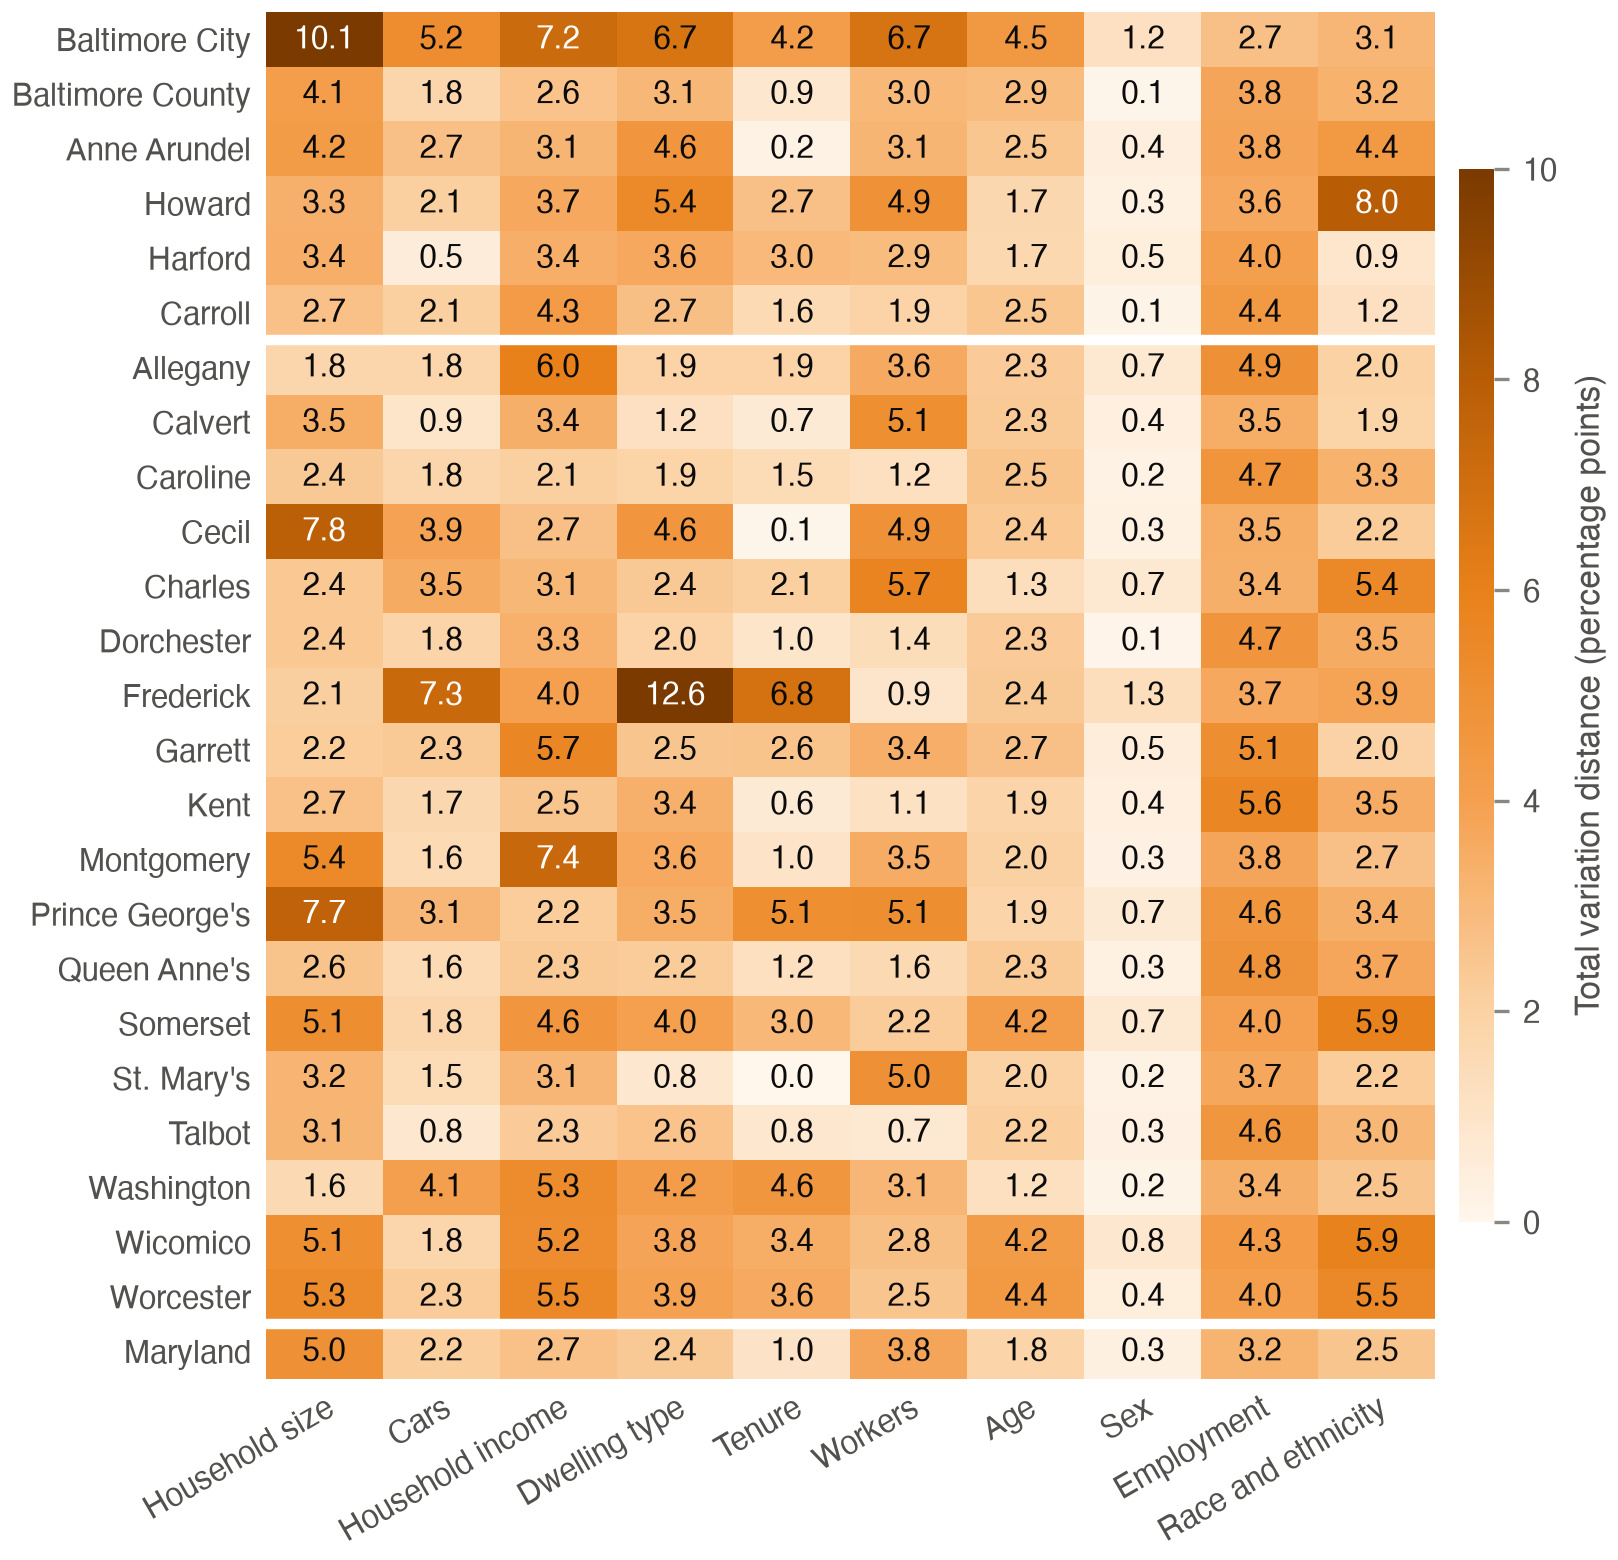 Baltimore City 10.1 5.2 7.2 6.7 4.2 6.7 4.5 1.2 2.7 3.1
Baltimore County 4.1 1.8 2.6 3.1 0.9 3.0 2.9 0.1 3.8 3.2
Anne Arundel 4.2 2.7 3.1 4.6 0.2 3.1 2.5 0.4 3.8 4.4
Howard 3.3 2.1 3.7 5.4 2.7 4.9 1.7 0.3 3.6 8.0
Harford 3.4 0.5 3.4 3.6 3.0 2.9 1.7 0.5 4.0 0.9
Carroll 2.7 2.1 4.3 2.7 1.6 1.9 2.5 0.1 4.4 1.2
Allegany 1.8 1.8 6.0 1.9 1.9 3.6 2.3 0.7 4.9 2.0
Calvert 3.5 0.9 3.4 1.2 0.7 5.1 2.3 0.4 3.5 1.9
Caroline 2.4 1.8 2.1 1.9 1.5 1.2 2.5 0.2 4.7 3.3
Cecil 7.8 3.9 2.7 4.6 0.1 4.9 2.4 0.3 3.5 2.2
Charles 2.4 3.5 3.1 2.4 2.1 5.7 1.3 0.7 3.4 5.4
Dorchester 2.4 1.8 3.3 2.0 1.0 1.4 2.3 0.1 4.7 3.5
Frederick 2.1 7.3 4.0 12.6 6.8 0.9 2.4 1.3 3.7 3.9
Garrett 2.2 2.3 5.7 2.5 2.6 3.4 2.7 0.5 5.1 2.0
Kent 2.7 1.7 2.5 3.4 0.6 1.1 1.9 0.4 5.6 3.5
Montgomery 5.4 1.6 7.4 3.6 1.0 3.5 2.0 0.3 3.8 2.7
Prince George's 7.7 3.1 2.2 3.5 5.1 5.1 1.9 0.7 4.6 3.4
Queen Anne's 2.6 1.6 2.3 2.2 1.2 1.6 2.3 0.3 4.8 3.7
Somerset 5.1 1.8 4.6 4.0 3.0 2.2 4.2 0.7 4.0 5.9
St. Mary's 3.2 1.5 3.1 0.8 0.0 5.0 2.0 0.2 3.7 2.2
Talbot 3.1 0.8 2.3 2.6 0.8 0.7 2.2 0.3 4.6 3.0
Washington 1.6 4.1 5.3 4.2 4.6 3.1 1.2 0.2 3.4 2.5
Wicomico 5.1 1.8 5.2 3.8 3.4 2.8 4.2 0.8 4.3 5.9
Worcester 5.3 2.3 5.5 3.9 3.6 2.5 4.4 0.4 4.0 5.5
Maryland 5.0 2.2 2.7 2.4 1.0 3.8 1.8 0.3 3.2 2.5
Household size
Cars
Household income
Dwelling type
Tenure
Workers
Age
Sex
Employment
Race and ethnicity
10
8
6
4
2
0
Total variation distance (percentage points)